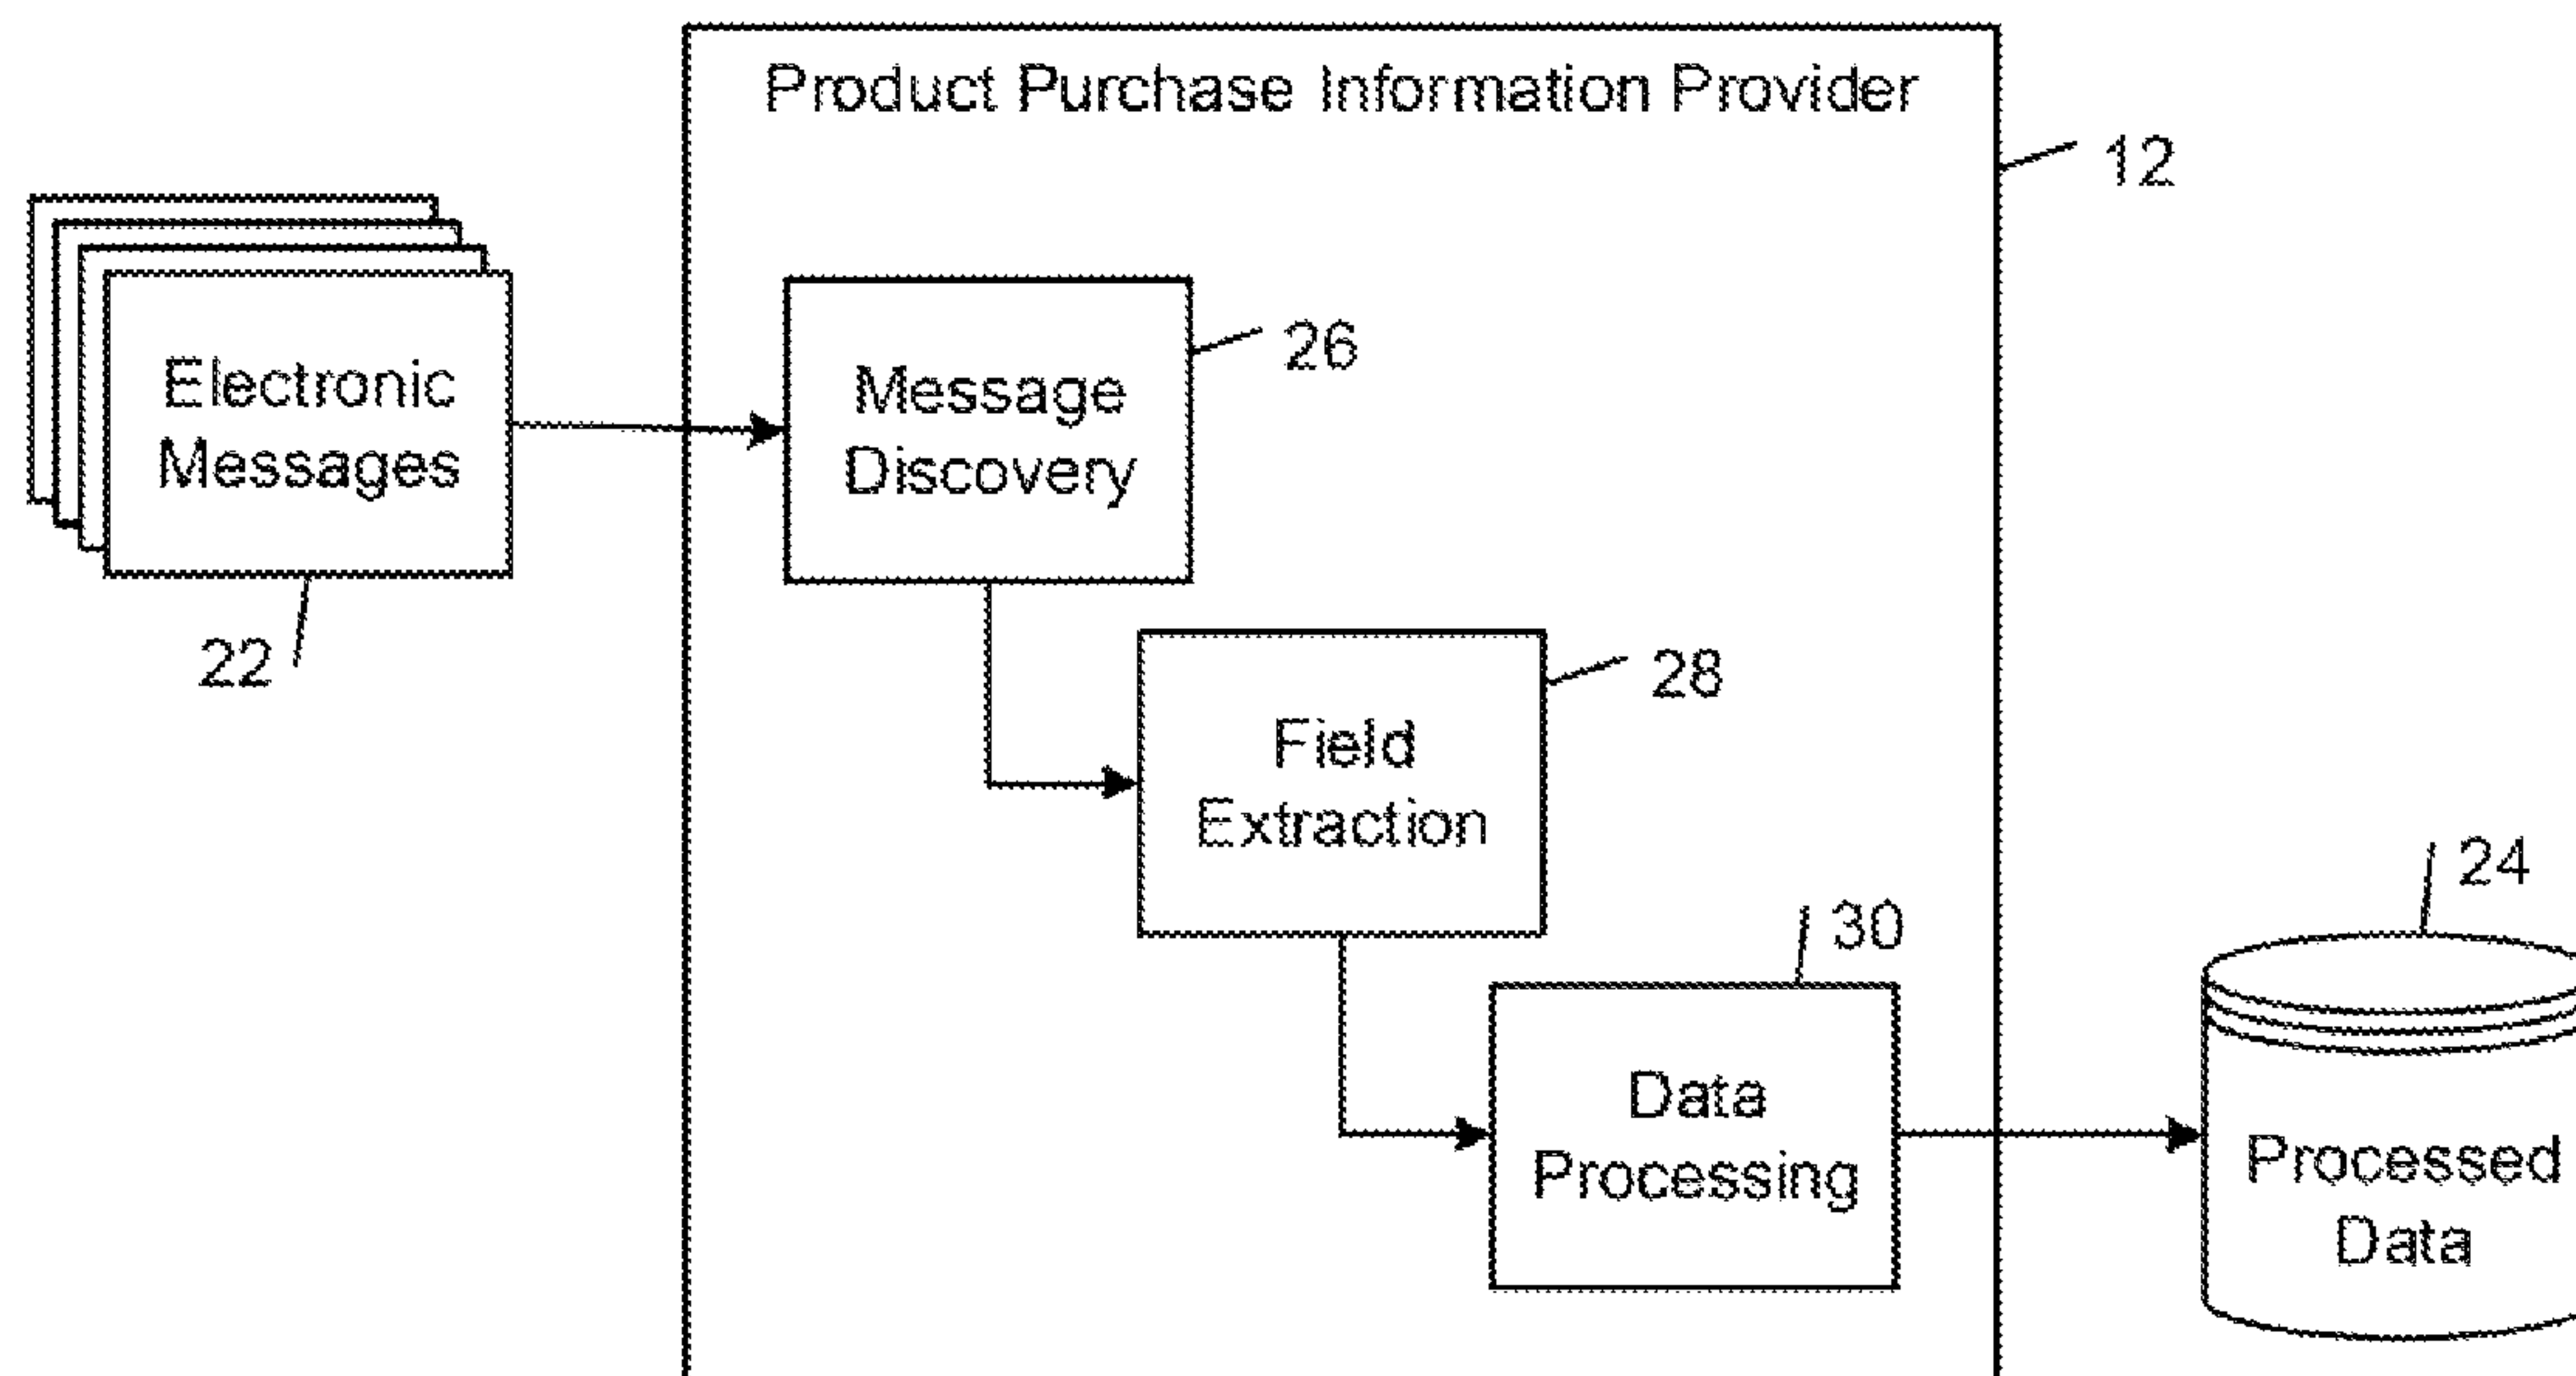 Product Purchase Information Provider
12
Electronic
Messages
22
Message
Discovery
26
Field
Extraction
28
Data
Processing
30
24
Processed
Data